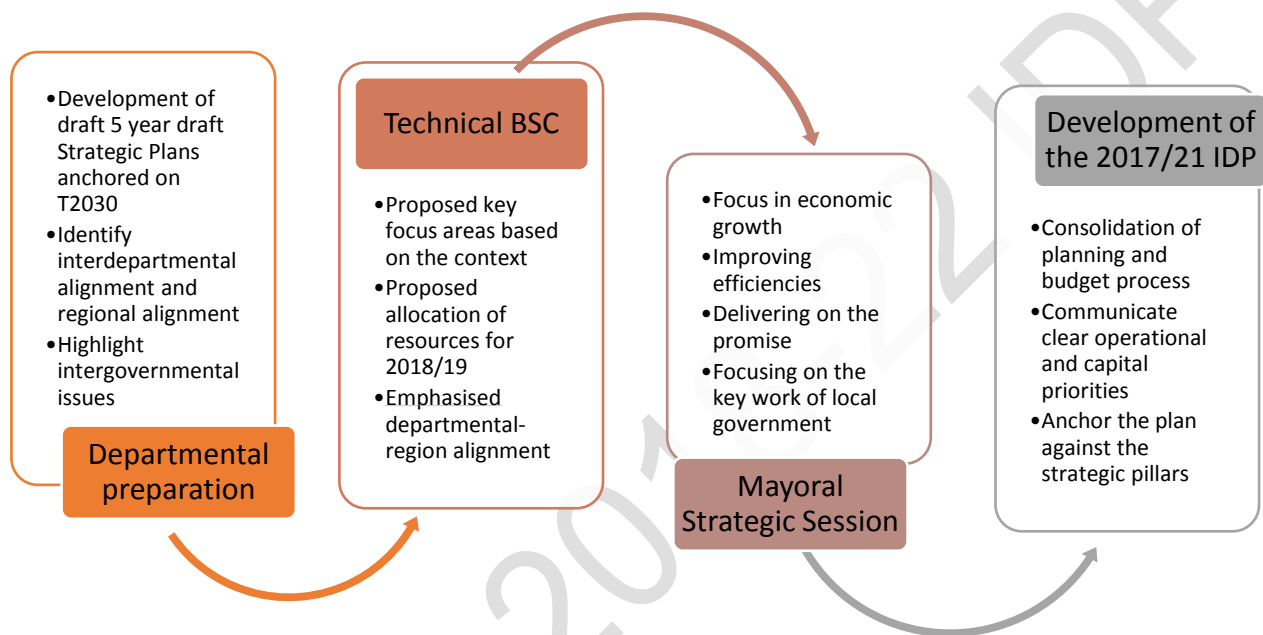 •Development of
draft 5 year draft
Strategic Plans
anchored on
T2030
•Identify
interdepartmental
alignment and
regional alignment
•Highlight
intergovernmental
issues
Departmental
preparation
Technical BSC
•Proposed key
focus areas based
on the context
•Proposed
allocation of
resources for
2018/19
•Emphasised
departmental-
region alignment
•Focus in economic
growth
•Improving
efficiencies
•Delivering on the
promise
•Focusing on the
key work of local
government
Mayoral
Strategic Session
Development of
the 2017/21 IDP
•Consolidation of
planning and
budget process
•Communicate
clear operational
and capital
priorities
•Anchor the plan
against the
strategic pillars
2018-22 IDP